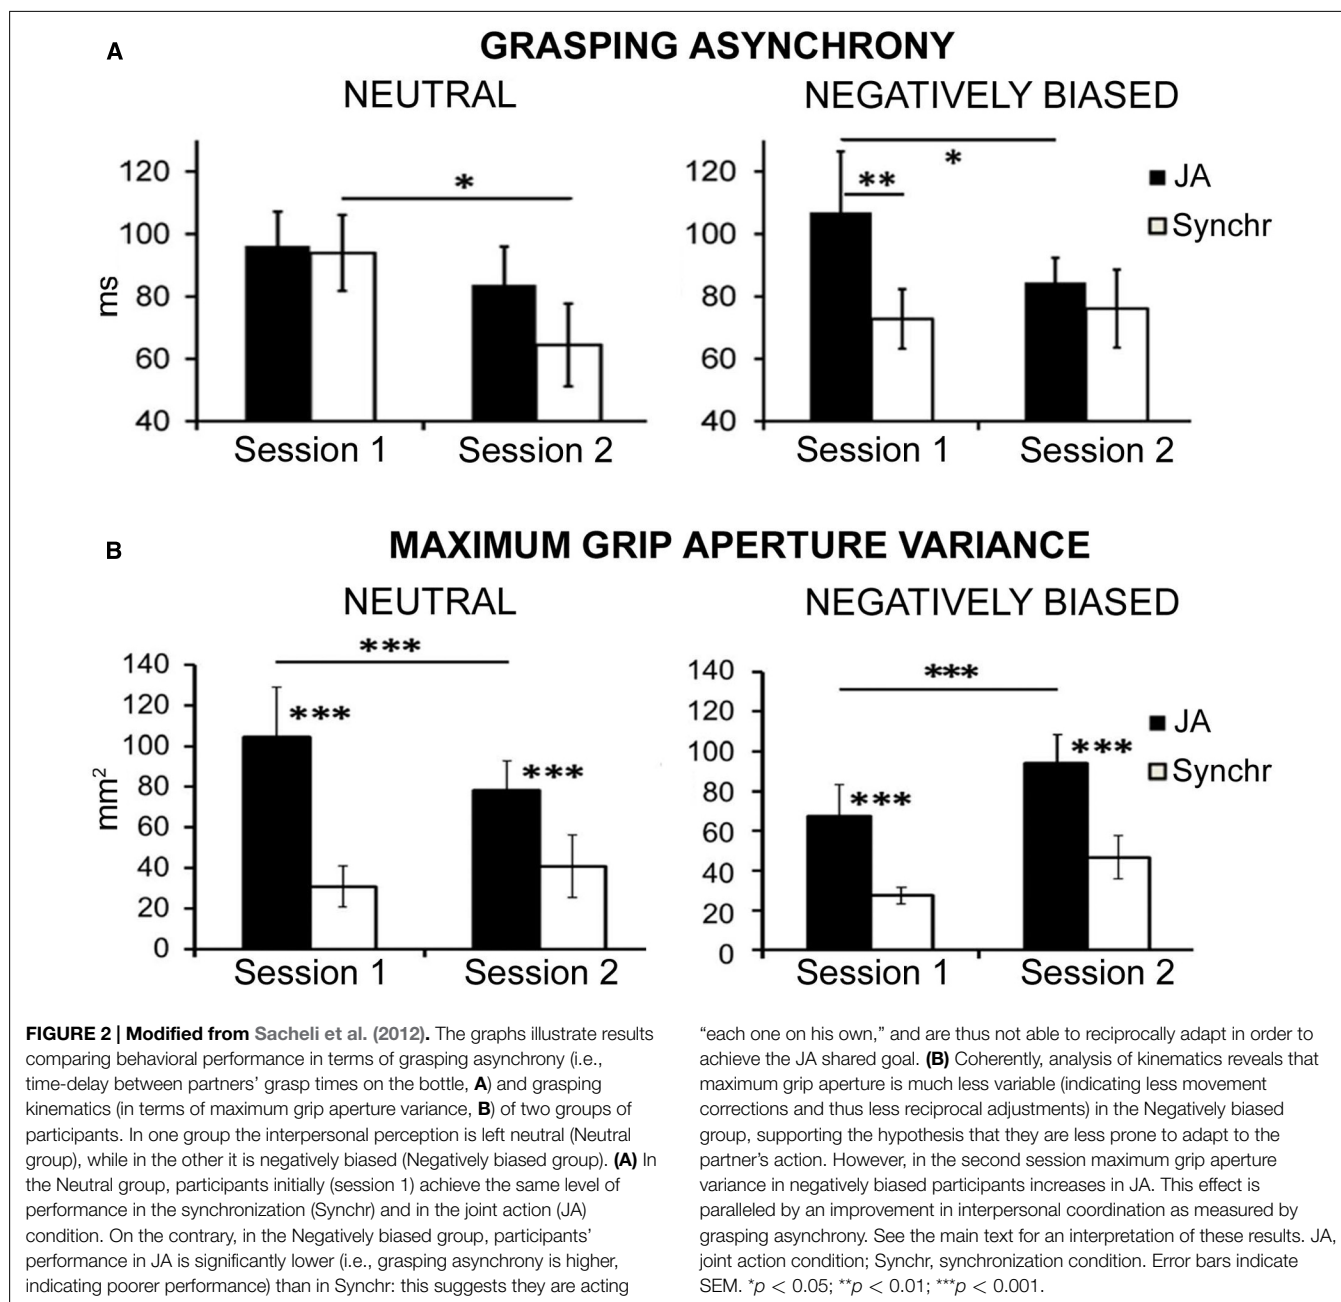 A
GRASPING ASYNCHRONY
NEUTRAL
NEGATIVELY BIASED
ms
120
100
80
60
40
*
Session 1
Session 2
120
100
80
60
40
*
**
JA
Synchr
Session 1
Session 2
B
MAXIMUM GRIP APERTURE VARIANCE
NEUTRAL
NEGATIVELY BIASED
mm²
140
120
100
80
60
40
20
0
***
***
***
Session 1
Session 2
140
120
100
80
60
40
20
0
***
***
***
JA
Synchr
Session 1
Session 2
FIGURE 2 | Modified from Sacheli et al. (2012). The graphs illustrate results
comparing behavioral performance in terms of grasping asynchrony (i.e.,
time-delay between partners’ grasp times on the bottle, A) and grasping
kinematics (in terms of maximum grip aperture variance, B) of two groups of
participants. In one group the interpersonal perception is left neutral (Neutral
group), while in the other it is negatively biased (Negatively biased group). (A) In
the Neutral group, participants initially (session 1) achieve the same level of
performance in the synchronization (Synchr) and in the joint action (JA)
condition. On the contrary, in the Negatively biased group, participants’
performance in JA is significantly lower (i.e., grasping asynchrony is higher,
indicating poorer performance) than in Synchr: this suggests they are acting
“each one on his own,” and are thus not able to reciprocally adapt in order to
achieve the JA shared goal. (B) Coherently, analysis of kinematics reveals that
maximum grip aperture is much less variable (indicating less movement
corrections and thus less reciprocal adjustments) in the Negatively biased
group, supporting the hypothesis that they are less prone to adapt to the
partner’s action. However, in the second session maximum grip aperture
variance in negatively biased participants increases in JA. This effect is
paralleled by an improvement in interpersonal coordination as measured by
grasping asynchrony. See the main text for an interpretation of these results. JA,
joint action condition; Synchr, synchronization condition. Error bars indicate
SEM. *p < 0.05; **p < 0.01; ***p < 0.001.